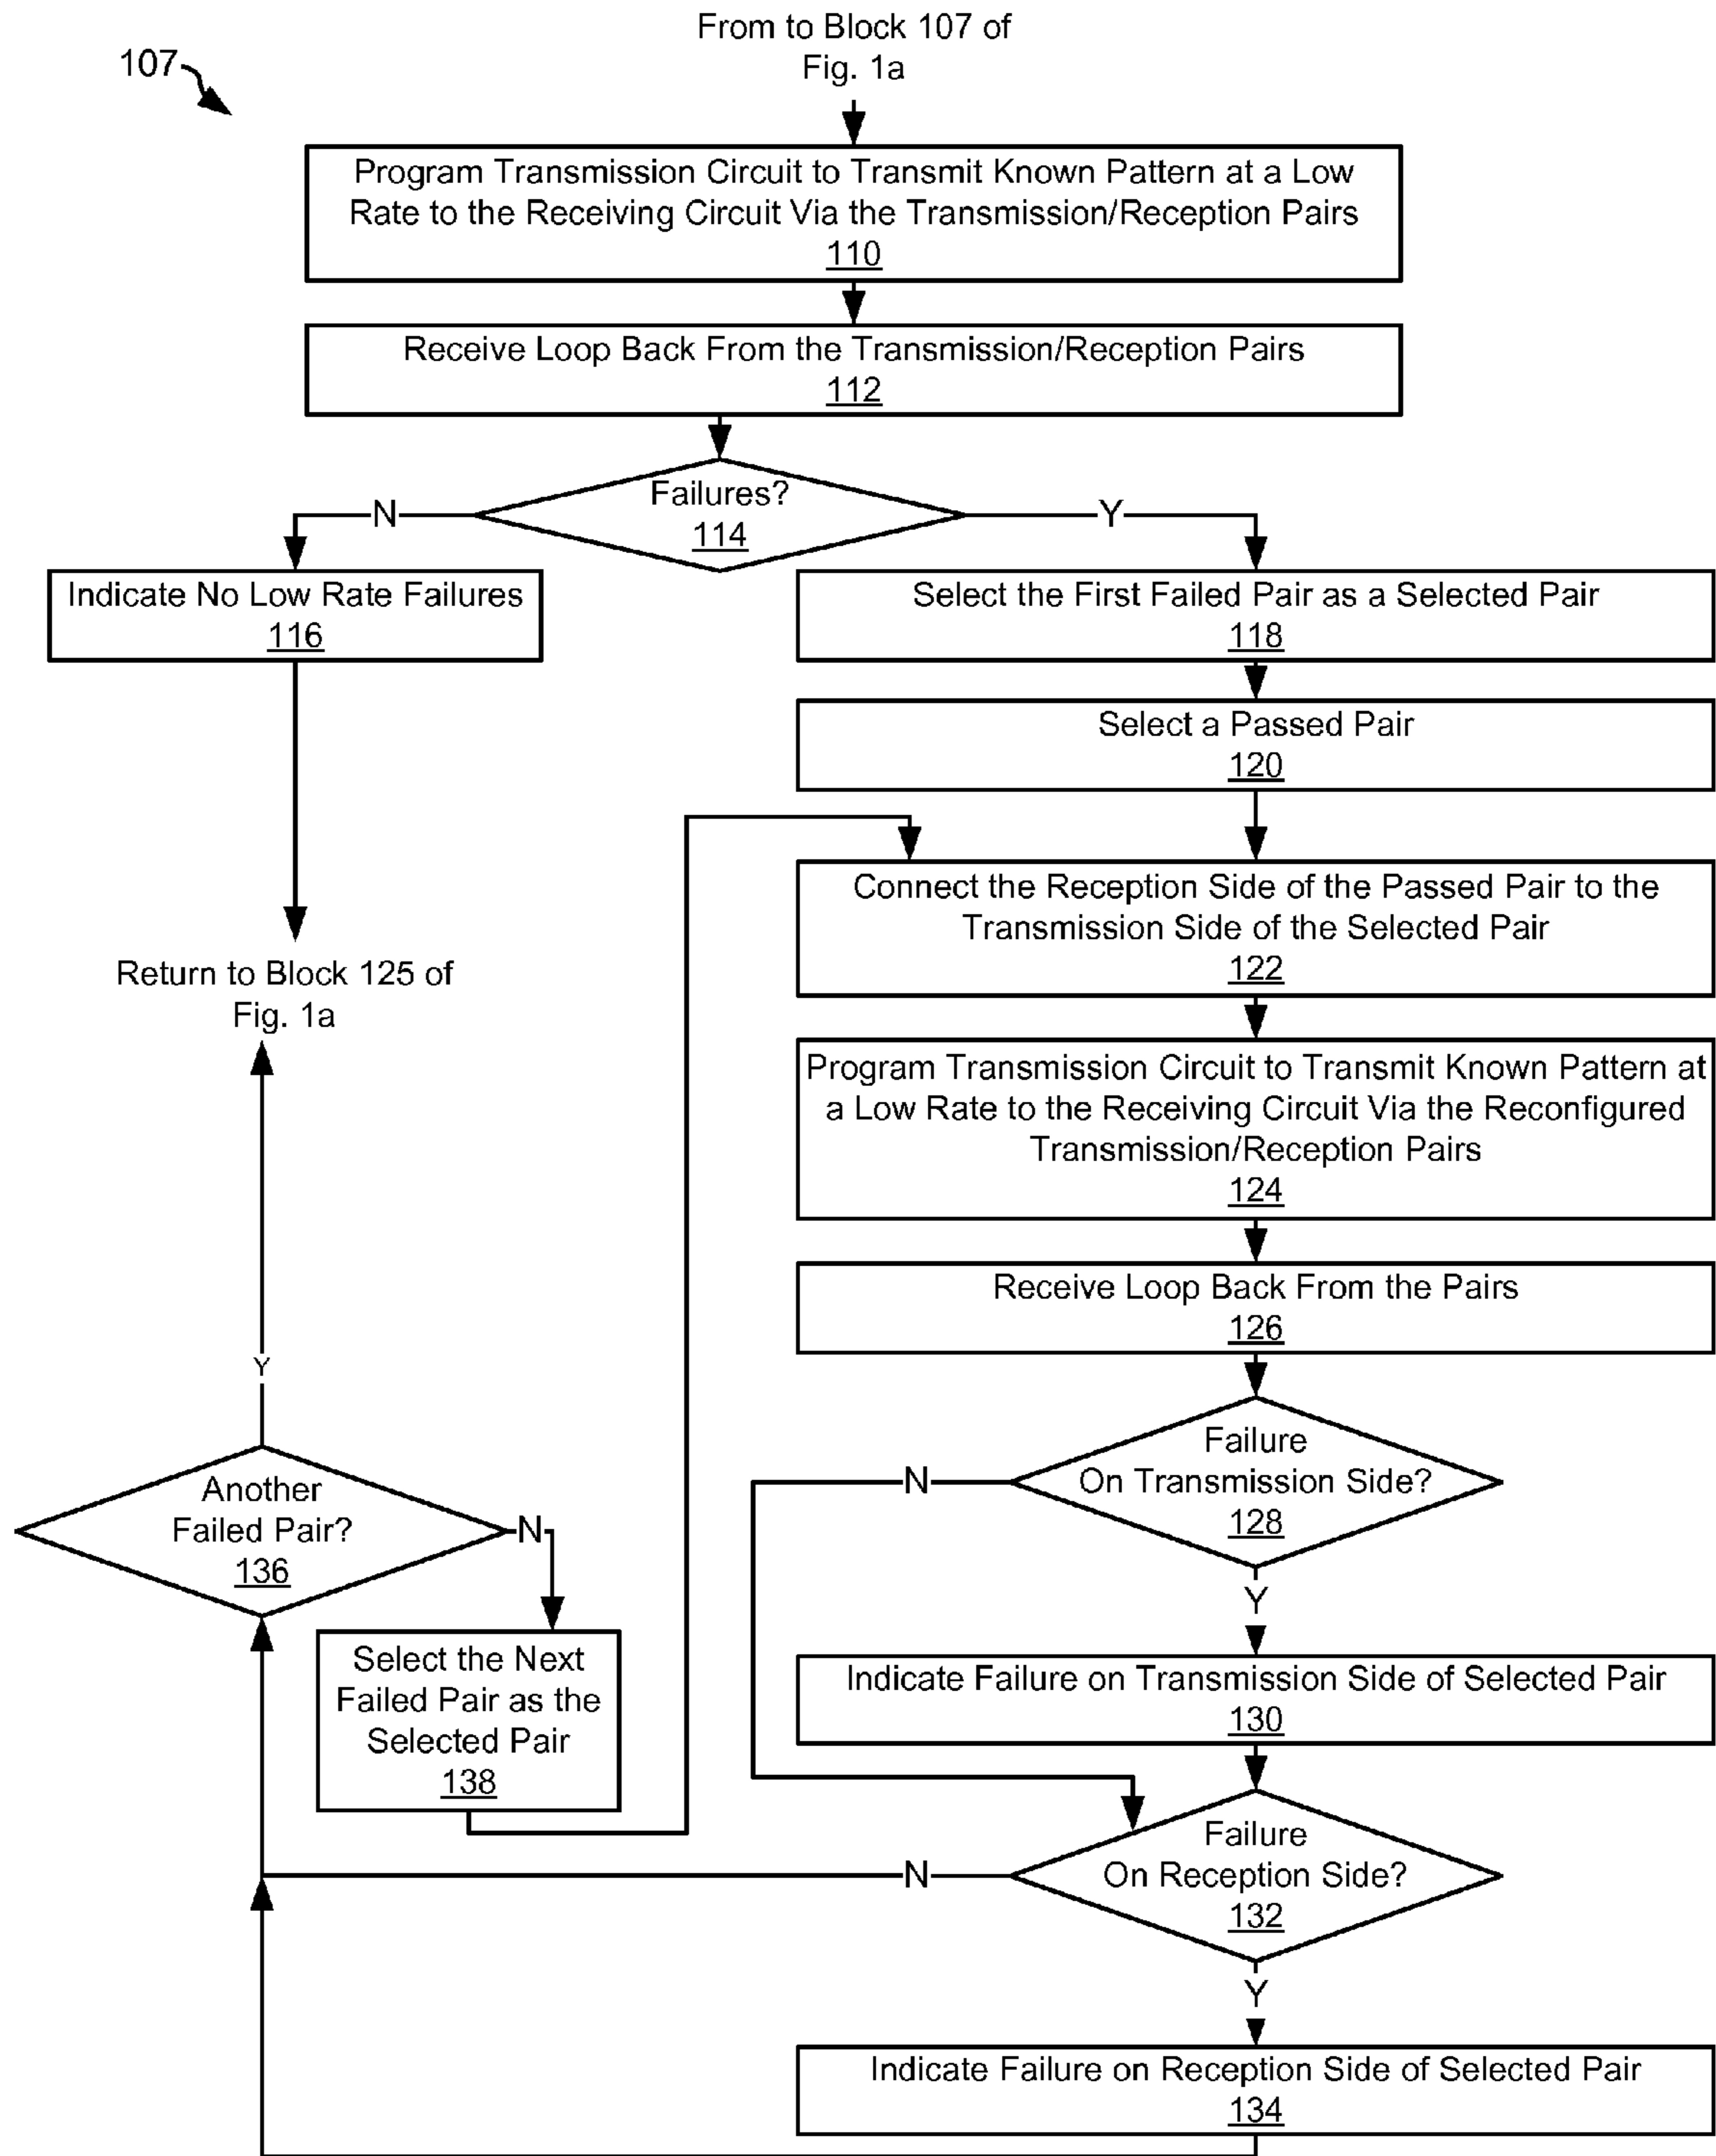 From to Block 107 of
Fig. 1a
107
Program Transmission Circuit to Transmit Known Pattern at a Low
Rate to the Receiving Circuit Via the Transmission/Reception Pairs
110
Receive Loop Back From the Transmission/Reception Pairs
112
Failures?
114
N
Y
Indicate No Low Rate Failures
116
Select the First Failed Pair as a Selected Pair
118
Select a Passed Pair
120
Connect the Reception Side of the Passed Pair to the
Transmission Side of the Selected Pair
122
Return to Block 125 of
Fig. 1a
Program Transmission Circuit to Transmit Known Pattern at
a Low Rate to the Receiving Circuit Via the Reconfigured
Transmission/Reception Pairs
124
Receive Loop Back From the Pairs
126
Y
Failure
On Transmission Side?
128
N
Y
Another
Failed Pair?
136
N
Select the Next
Failed Pair as the
Selected Pair
138
Indicate Failure on Transmission Side of Selected Pair
130
Failure
On Reception Side?
132
N
Y
Indicate Failure on Reception Side of Selected Pair
134